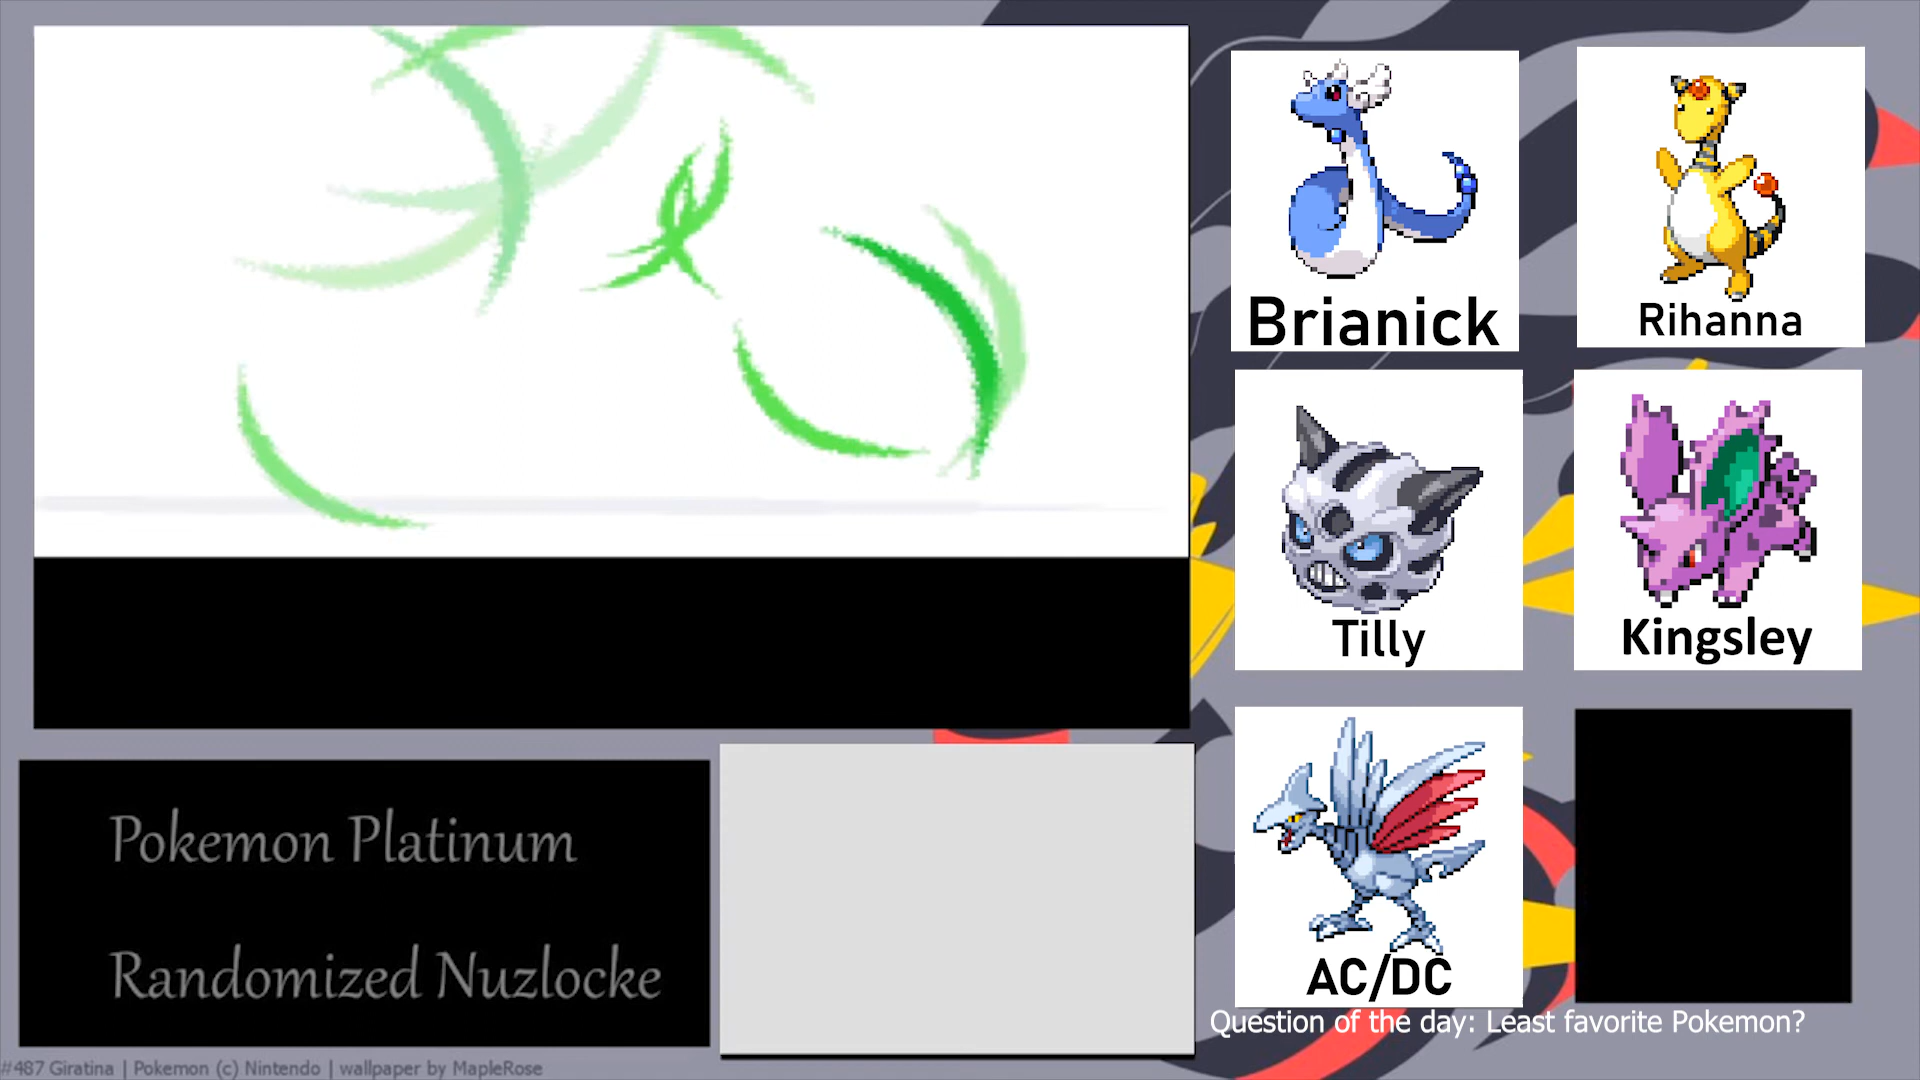 Brianick
Rihanna
Tilly
Kingsley
AC/DC
Pokemon Platinum
Randomized Nuzlocke
Question of the day: Least favorite Pokemon?
#487 Giratina | Pokemon (c) Nintendo | wallpaper by MapleRose